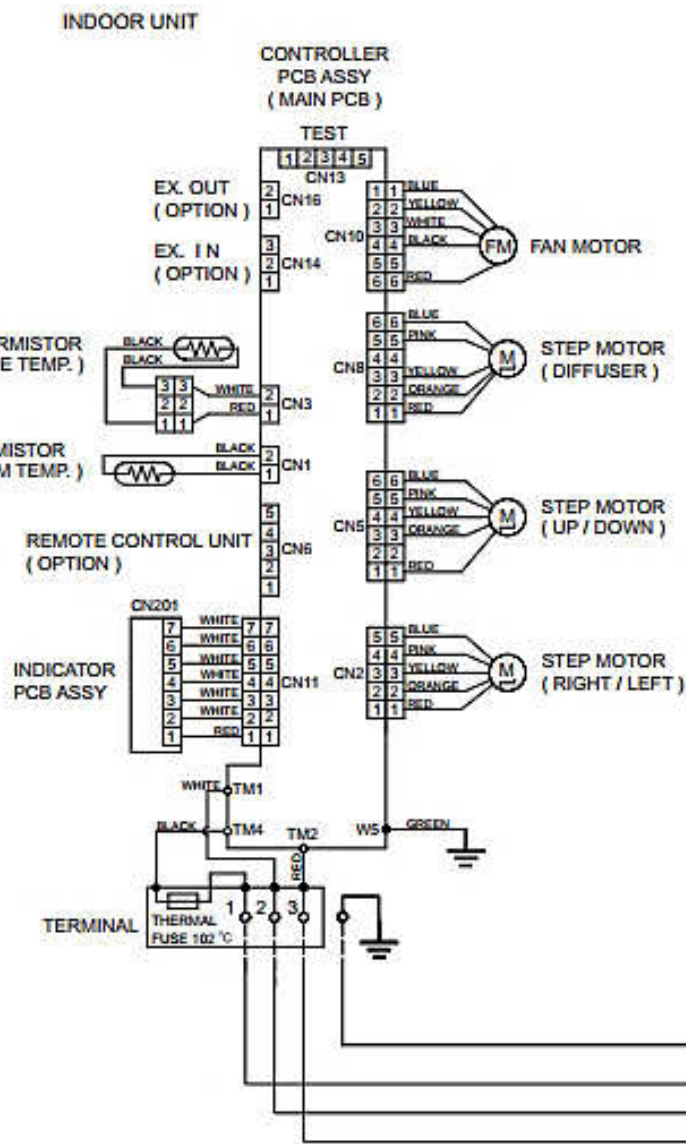 INDOOR UNIT
CONTROLLER
PCB ASSY
( MAIN PCB )
TEST
1 2 3 4 5
CN13
EX. OUT
( OPTION )
2
1
CN16
EX. I N
( OPTION )
3
2
1
CN14
CN10
1 1 BLUE
2 2 YELLOW
3 3 WHITE
4 4 BLACK
5 5
6 6 RED
FM
FAN MOTOR
RMISTOR
E TEMP. )
BLACK
BLACK
3 3
2 2
1 1
WHITE
RED
2
1
CN3
CN8
6 6 BLUE
5 5 PINK
4 4
3 3 YELLOW
2 2 ORANGE
1 1 RED
M
STEP MOTOR
( DIFFUSER )
MISTOR
M TEMP. )
BLACK
BLACK
2
1
CN1
REMOTE CONTROL UNIT
( OPTION )
5
4
3
2
1
CN6
CN5
6 6 BLUE
5 5 PINK
4 4 YELLOW
3 3 ORANGE
2 2
1 1 RED
M
STEP MOTOR
( UP / DOWN )
CN201
INDICATOR
PCB ASSY
7 WHITE 7 7
6 WHITE 6 6
5 WHITE 5 5
4 WHITE 4 4
3 WHITE 3 3
2 WHITE 2 2
1 RED 1 1
CN11
CN2
5 5 BLUE
4 4 PINK
3 3 YELLOW
2 2 ORANGE
1 1 RED
M
STEP MOTOR
( RIGHT / LEFT )
WHITE TM1
BLACK TM4
TM2
W5 GREEN
RED
TERMINAL
THERMAL
FUSE 102 °C
1 2 3